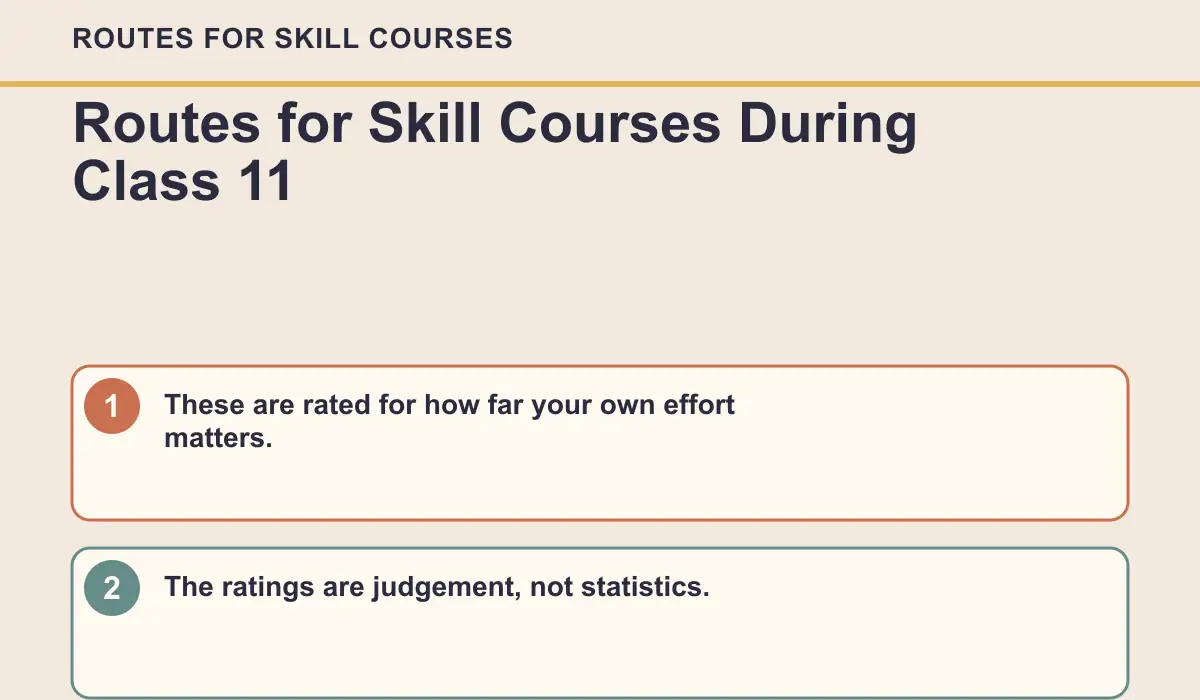 ROUTES FOR SKILL COURSES
Routes for Skill Courses During
Class 11
1
These are rated for how far your own effort
matters.
2
The ratings are judgement, not statistics.